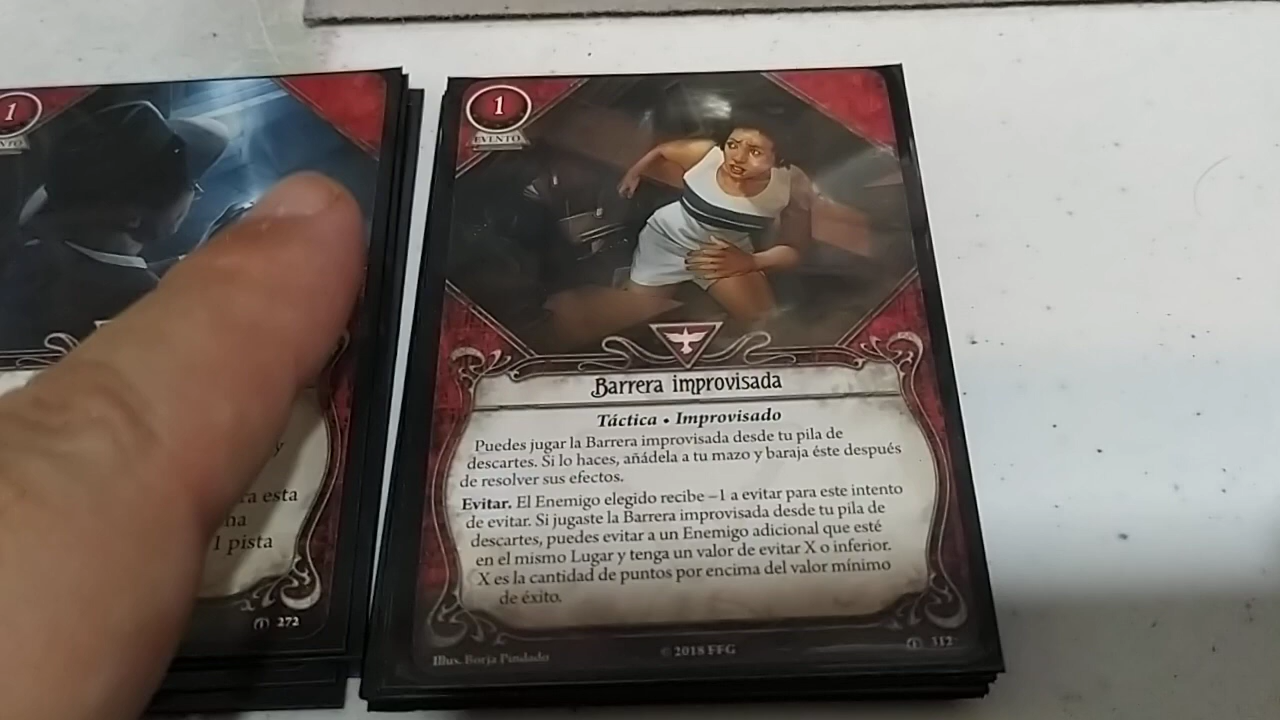 1
1
EVENTO
Barrera improvisada
Táctica • Improvisado
Puedes jugar la Barrera improvisada desde tu pila de
descartes. Si lo haces, añádela a tu mazo y baraja éste después
de resolver sus efectos.
Evitar. El Enemigo elegido recibe –1 a evitar para este intento
de evitar. Si jugaste la Barrera improvisada desde tu pila de
descartes, puedes evitar a un Enemigo adicional que esté
en el mismo Lugar y tenga un valor de evitar X o inferior.
X es la cantidad de puntos por encima del valor mínimo
de éxito.
Illus. Borja Pindado
© 2018 FFG
312
y
ra esta
na
1 pista
272